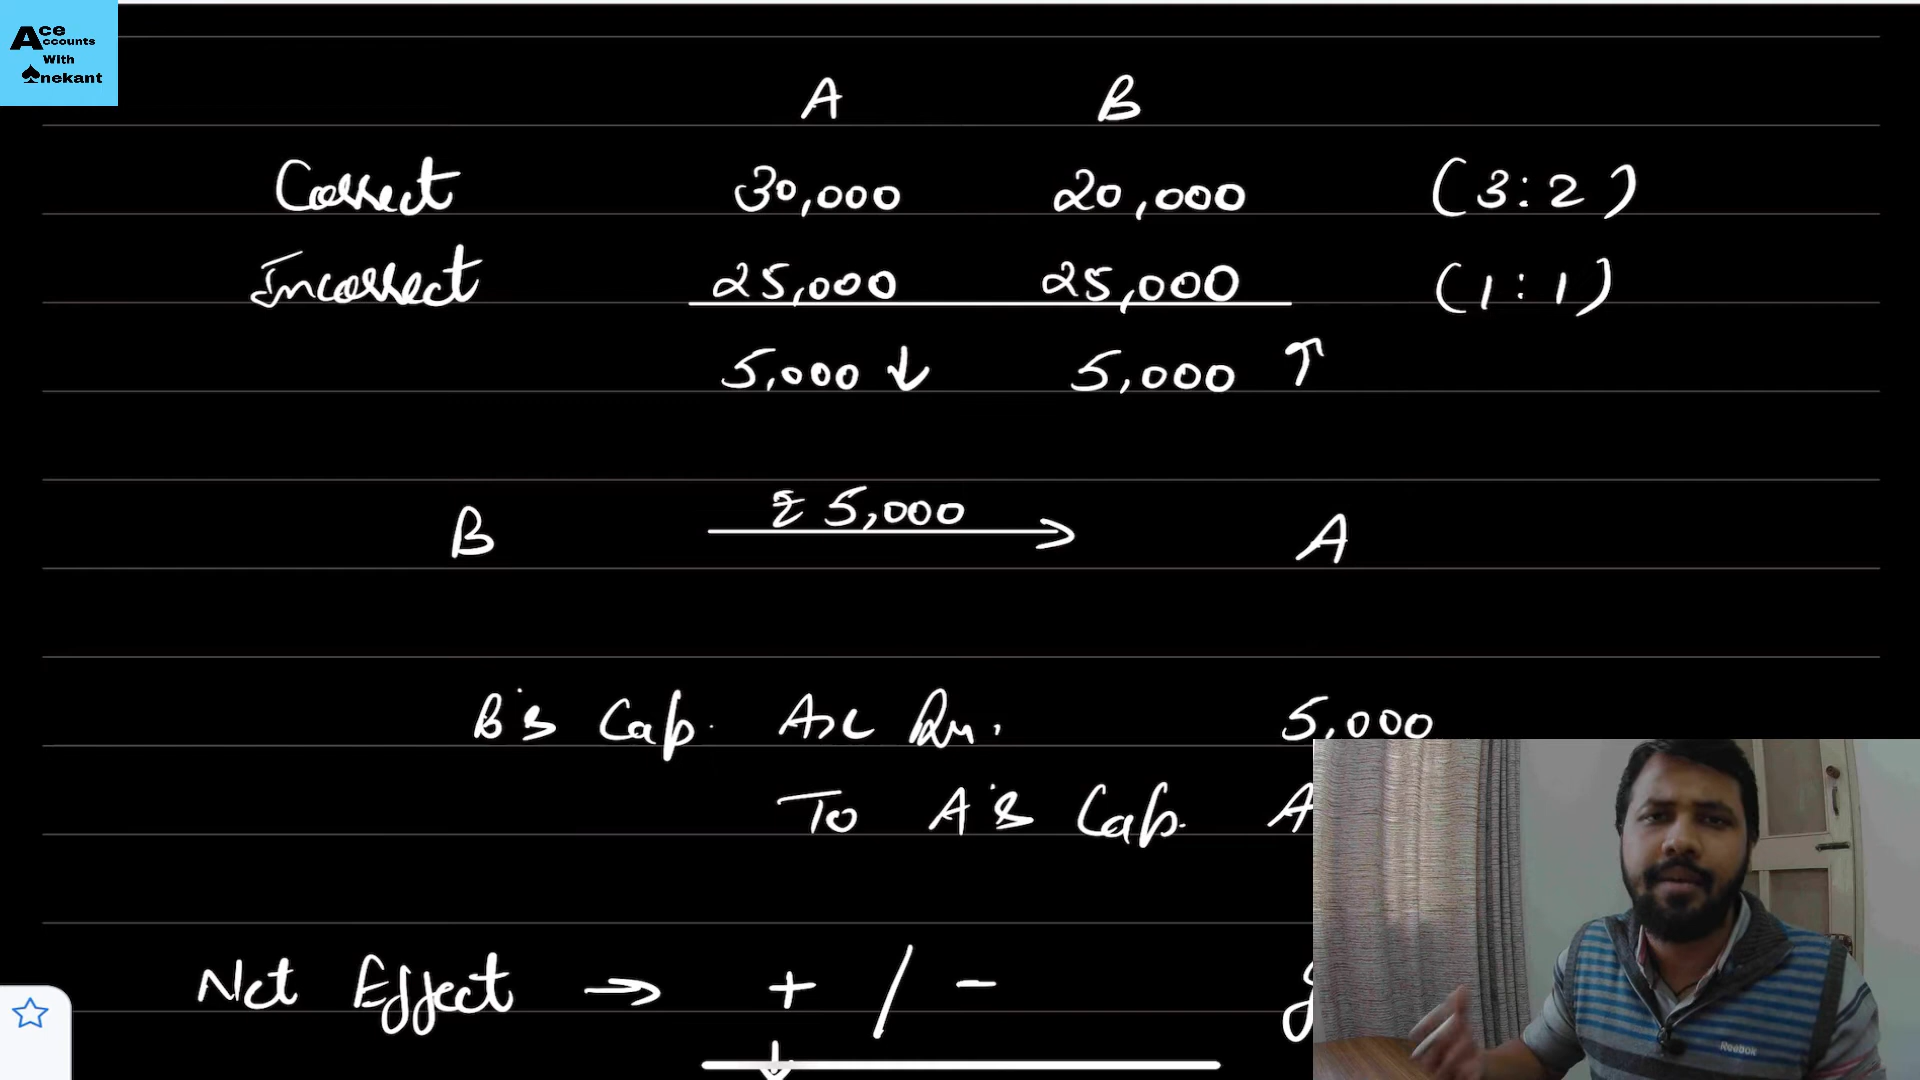 Ace
Accounts
With
Anekant
A B
Correct 30,000 20,000 (3:2)
Incorrect 25,000 25,000 (1:1)
5,000 ↓ 5,000 ↑
B ₹ 5,000 → A
B's Cap. A/c Dr. 5,000
To A's Cap. A
Net Effect → + / -
↓
Reebok